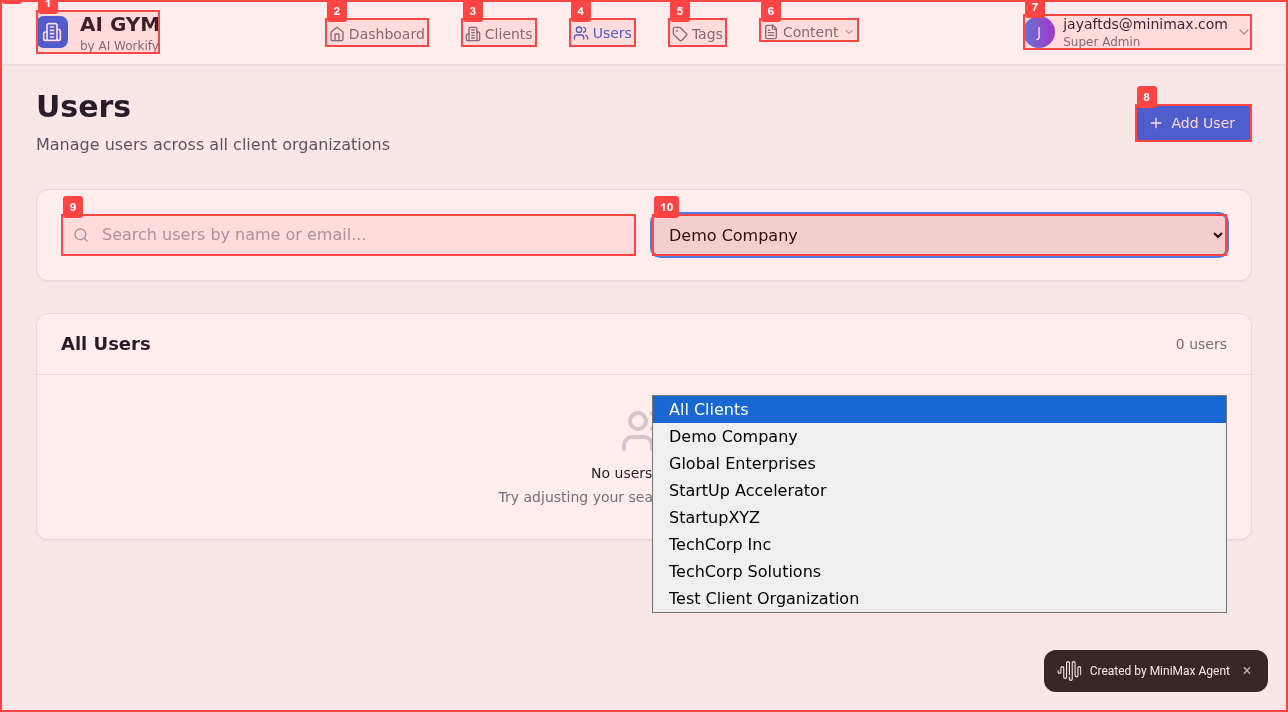 1
2
3
4
5
6
7
AI GYM
by AI Workify
Dashboard
Clients
Users
Tags
Content
J
jayaftds@minimax.com
Super Admin
Users
Manage users across all client organizations
8
Add User
9
10
Search users by name or email...
Demo Company
All Users
0 users
No users
Try adjusting your sea
All Clients
Demo Company
Global Enterprises
StartUp Accelerator
StartupXYZ
TechCorp Inc
TechCorp Solutions
Test Client Organization
Created by MiniMax Agent ×